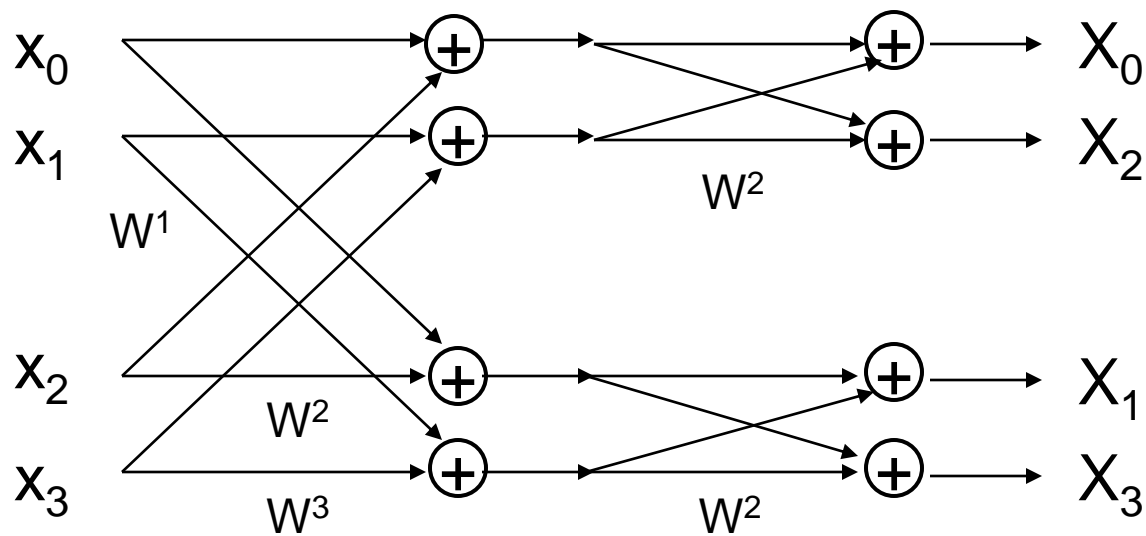 x₀ + + X₀
x₁ + + X₂
W¹ W²
x₂ + + X₁
W²
x₃ + + X₃
W³ W²